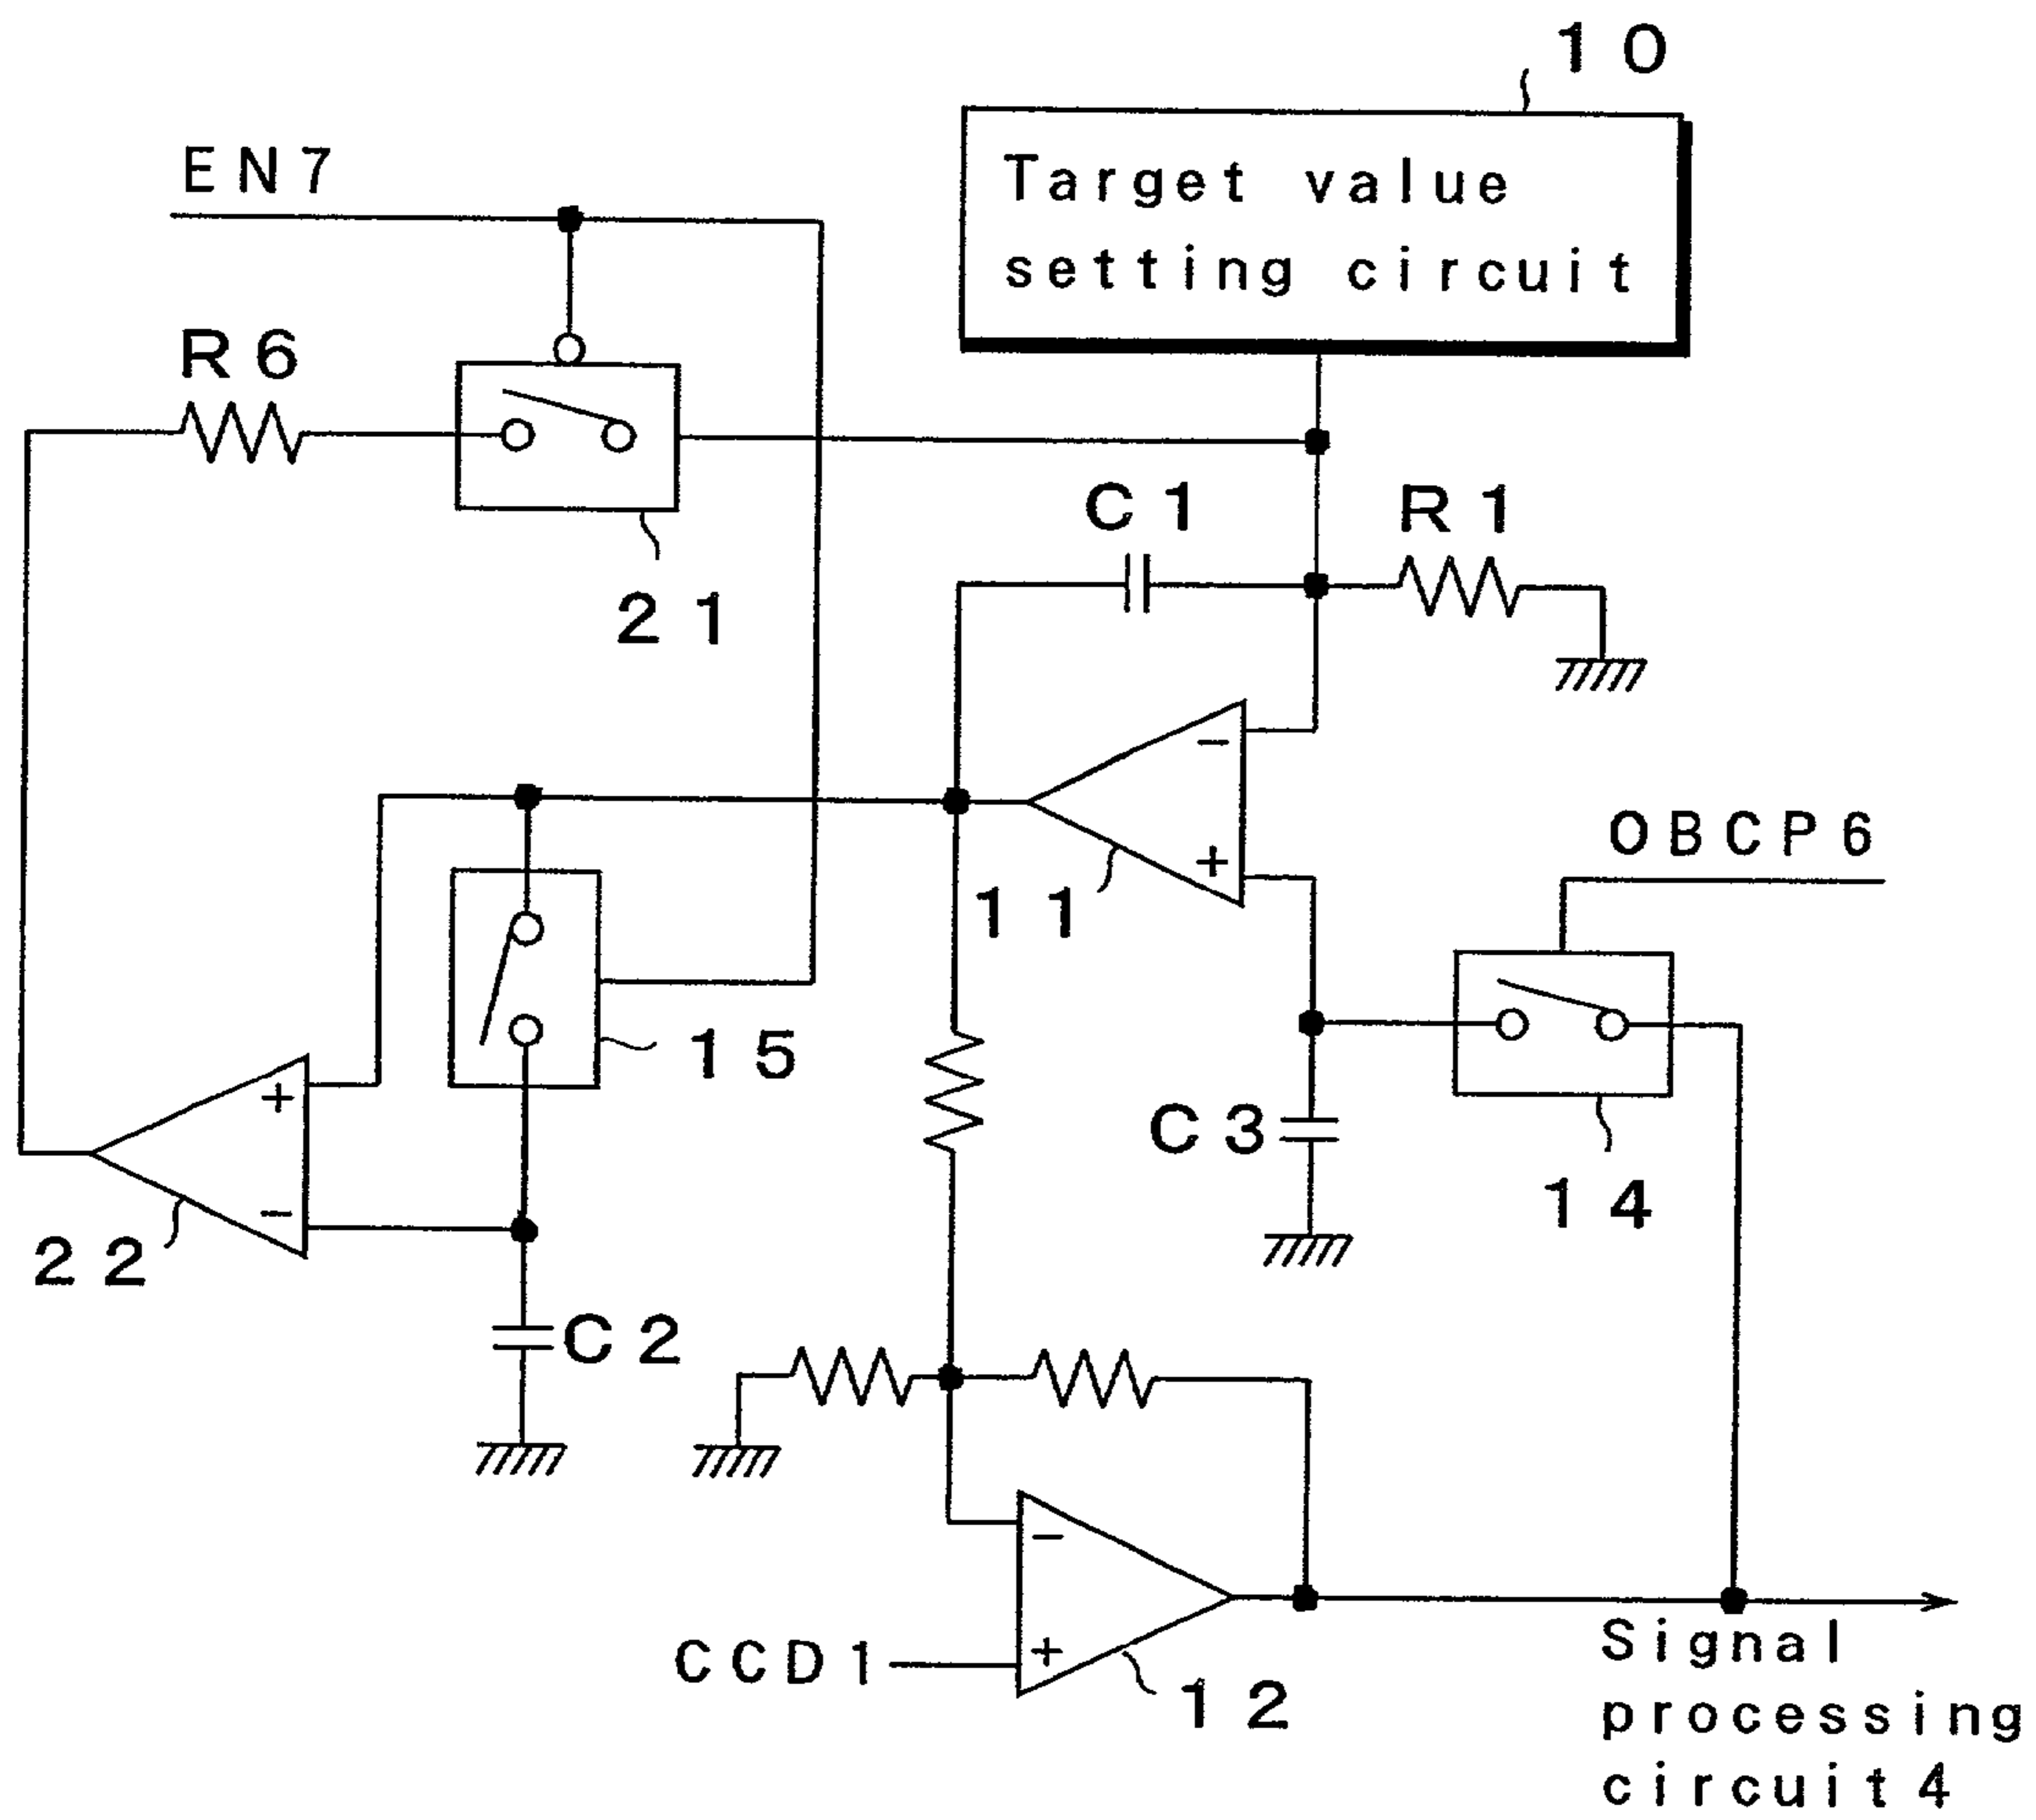 10
EN7
Target value
setting circuit
R6
C1
R1
21
OBCP6
11
15
C3
14
22
C2
CCD1
12
Signal
processing
circuit 4
+
−
−
+
−
+